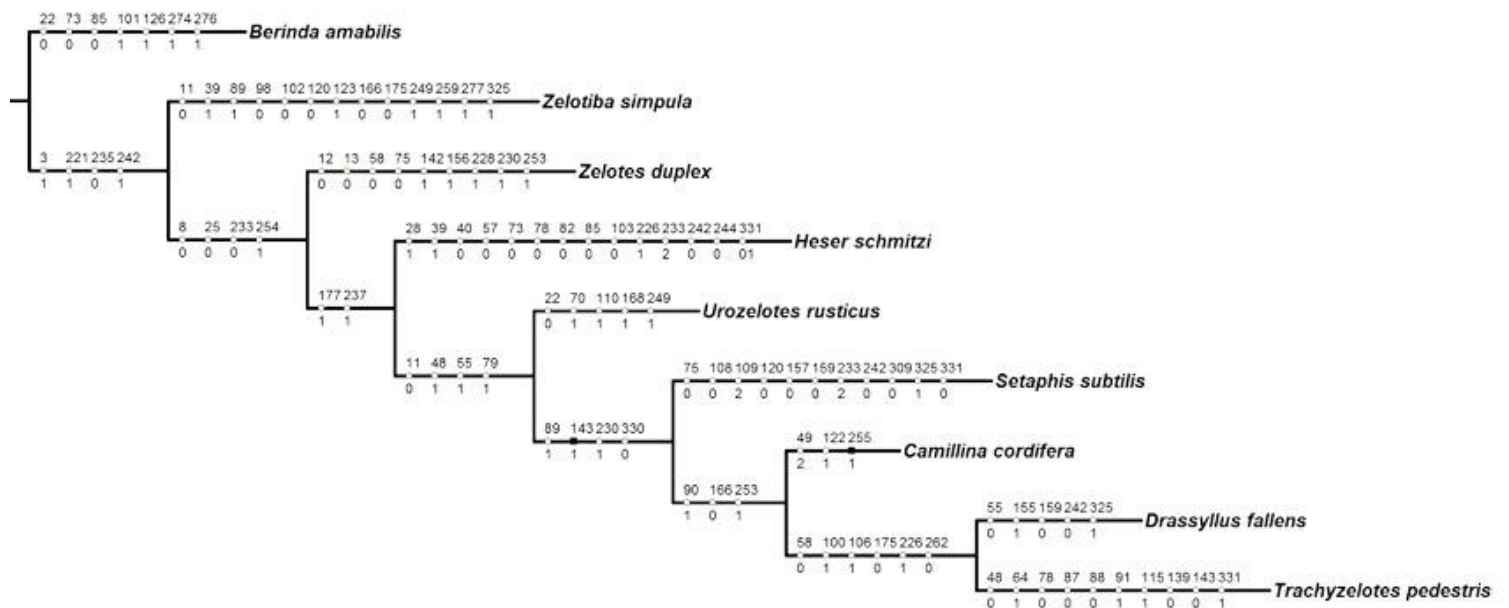 22 73 85 101 126 274 276
0 0 0 1 1 1 1
Berinda amabilis
11 39 89 98 102 120 123 166 175 249 259 277 325
0 1 1 0 0 0 1 0 0 1 1 1 1
Zelotiba simpula
3 221 235 242
1 1 0 1
12 13 58 75 142 156 228 230 253
0 0 0 0 1 1 1 1 1
Zelotes duplex
8 25 233 254
0 0 0 1
28 39 40 57 73 78 82 85 103 226 233 242 244 331
1 1 0 0 0 0 0 0 0 1 2 0 0 01
Heser schmitzi
177 237
1 1
22 70 110 168 249
0 1 1 1 1
Urozelotes rusticus
11 48 55 79
0 1 1 1
75 108 109 120 157 159 233 242 309 325 331
0 0 2 0 0 0 2 0 0 1 0
Setaphis subtilis
89 143 230 330
1 1 1 0
49 122 255
2 1 1
Camillina cordifera
90 166 253
1 0 1
55 155 159 242 325
0 1 0 0 1
Drassyllus fallens
58 100 106 175 226 262
0 1 1 0 1 0
48 64 78 87 88 91 115 139 143 331
0 1 0 0 0 1 1 0 0 1
Trachyzelotes pedestris